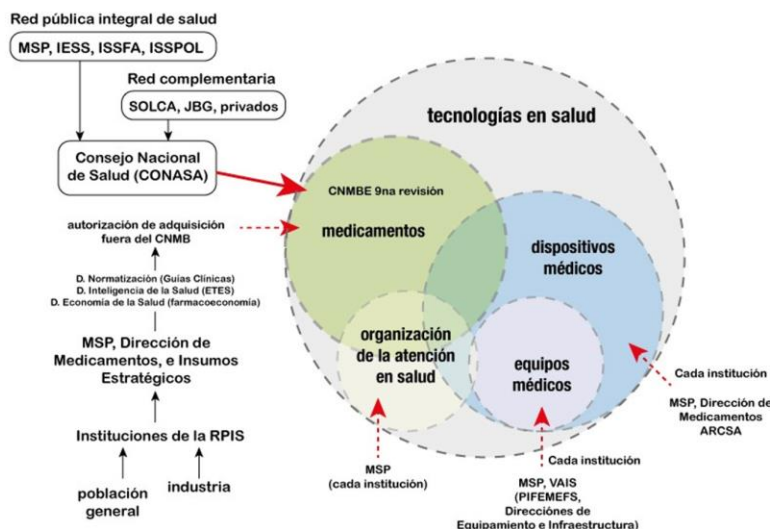 Red pública integral de salud
MSP, IESS, ISSFA, ISSPOL
Red complementaria
SOLCA, JBG, privados
Consejo Nacional
de Salud (CONASA)
autorización de adquisición
fuera del CNMB
D. Normatización (Guías Clínicas)
D. Inteligencia de la Salud (ETES)
D. Economía de la Salud (farmacoeconomía)
MSP, Dirección de
Medicamentos, e Insumos
Estratégicos
Instituciones de la RPIS
población
general
industria
tecnologías en salud
CNMBE 9na revisión
medicamentos
dispositivos
médicos
organización
de la atención
en salud
equipos
médicos
MSP
(cada institución)
Cada institución
MSP, VAIS
(PIFEMEFS,
Direcciónes de
Equipamiento e Infraestructura)
Cada institución
MSP, Dirección de
Medicamentos
ARCSA